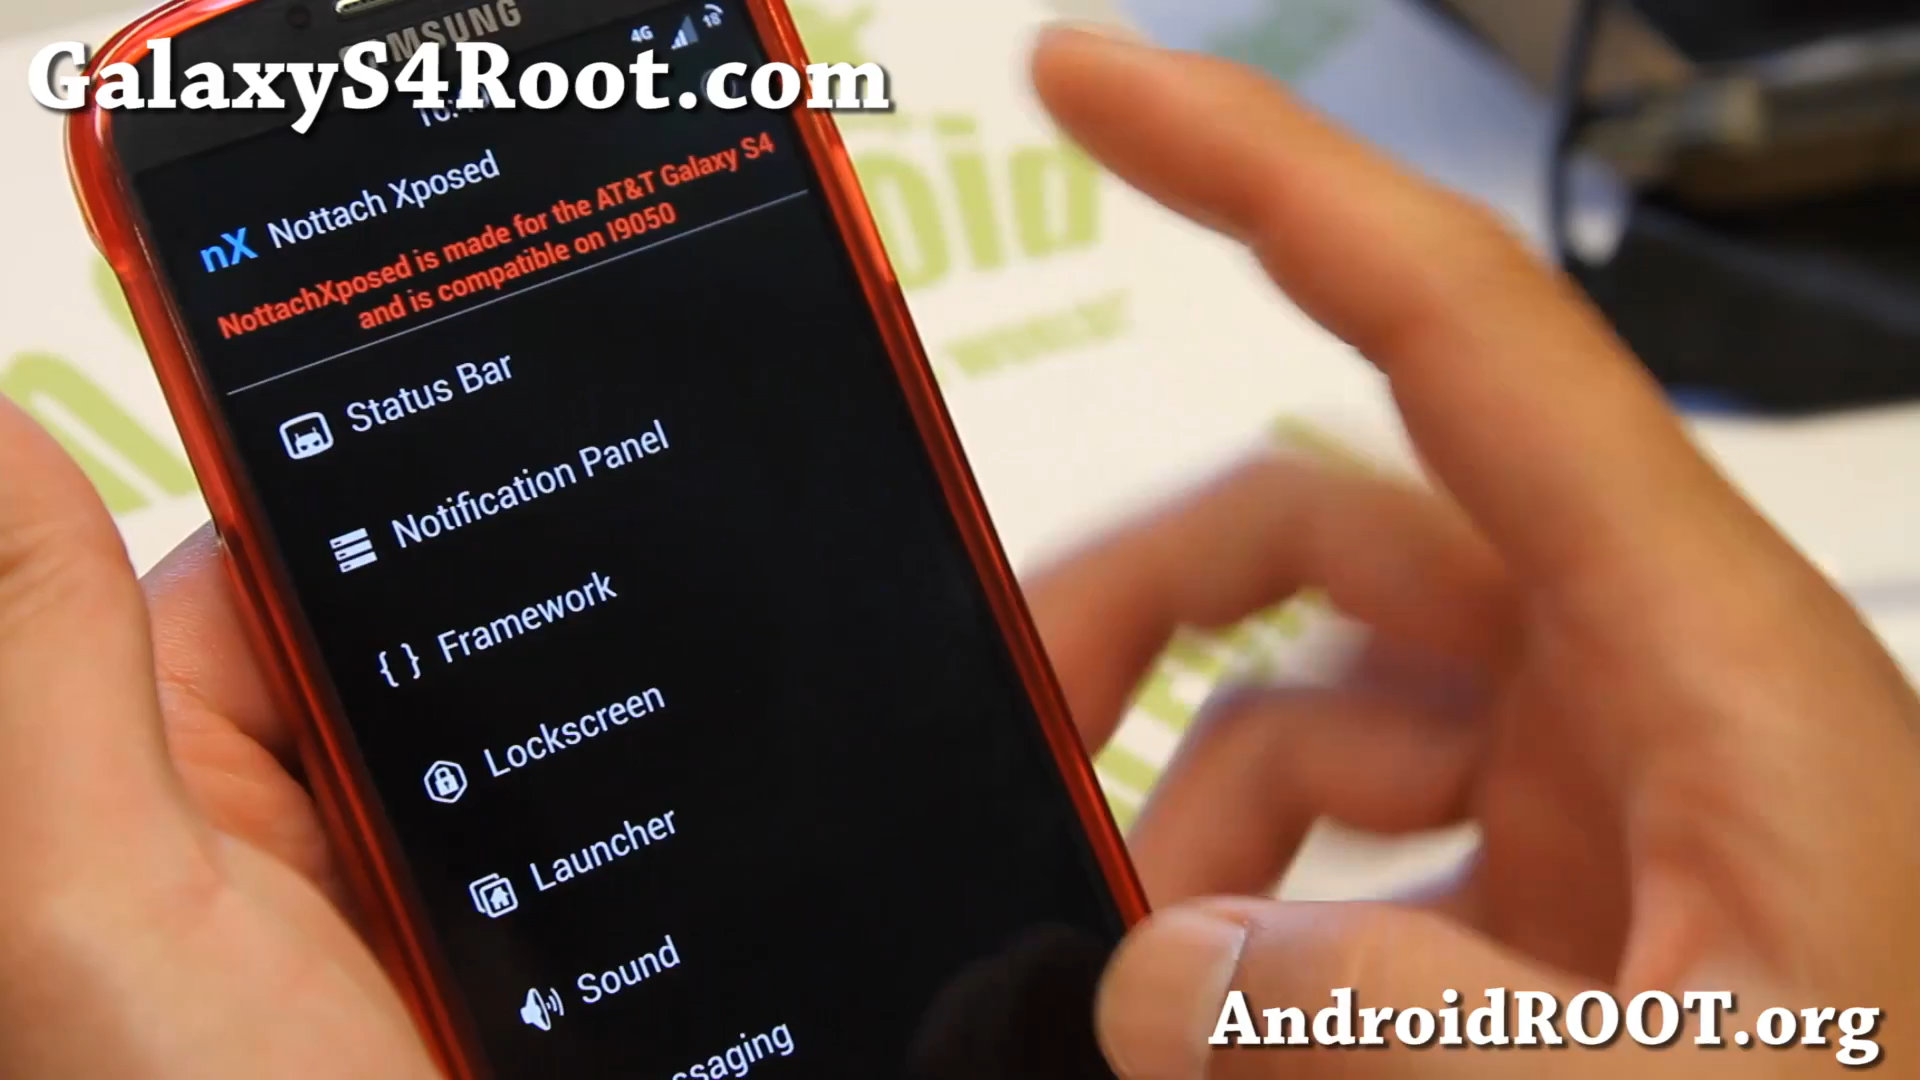 SAMSUNG
GalaxyS4Root.com
4G
nX Nottach Xposed
NottachXposed is made for the AT&T Galaxy S4
and is compatible on I9050
Status Bar
Notification Panel
{ } Framework
Lockscreen
Launcher
Sound
AndroidROOT.org